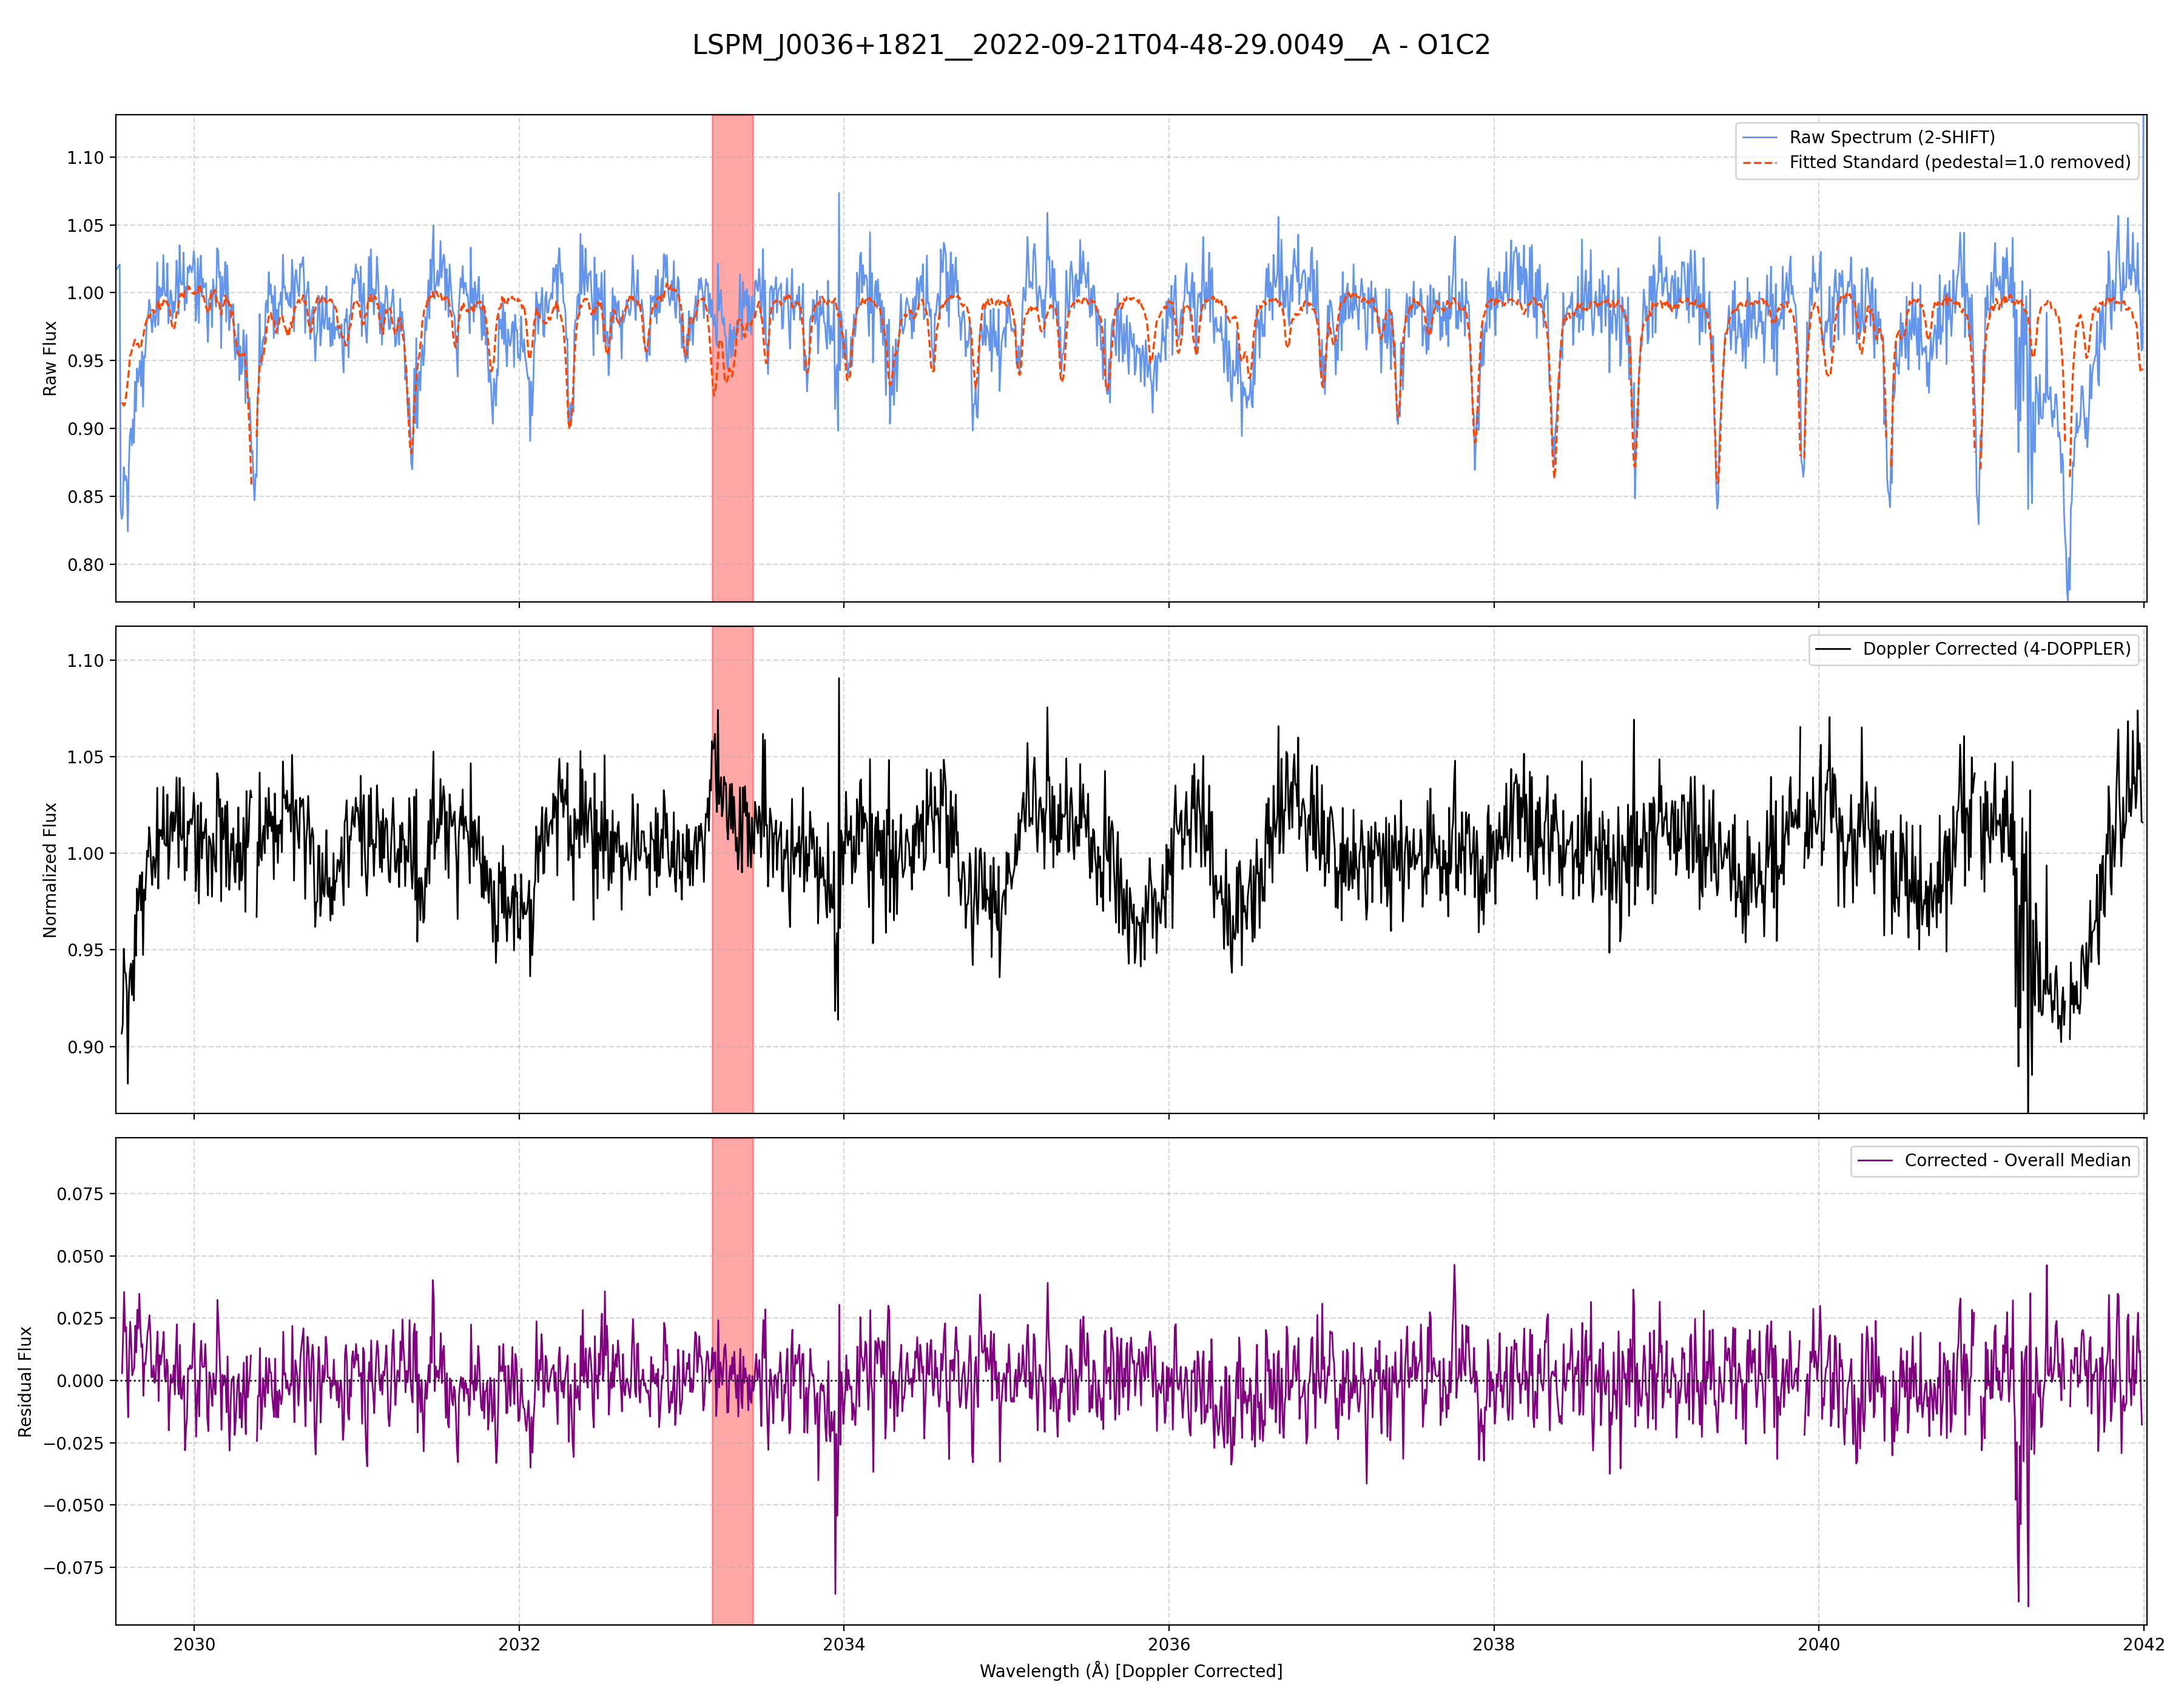 LSPM_J0036+1821__2022-09-21T04-48-29.0049__A - O1C2
Raw Flux
1.10
1.05
1.00
0.95
0.90
0.85
0.80
Raw Spectrum (2-SHIFT)
Fitted Standard (pedestal=1.0 removed)
Normalized Flux
1.10
1.05
1.00
0.95
0.90
Doppler Corrected (4-DOPPLER)
Residual Flux
0.075
0.050
0.025
0.000
−0.025
−0.050
−0.075
Corrected - Overall Median
2030
2032
2034
2036
2038
2040
2042
Wavelength (Å) [Doppler Corrected]